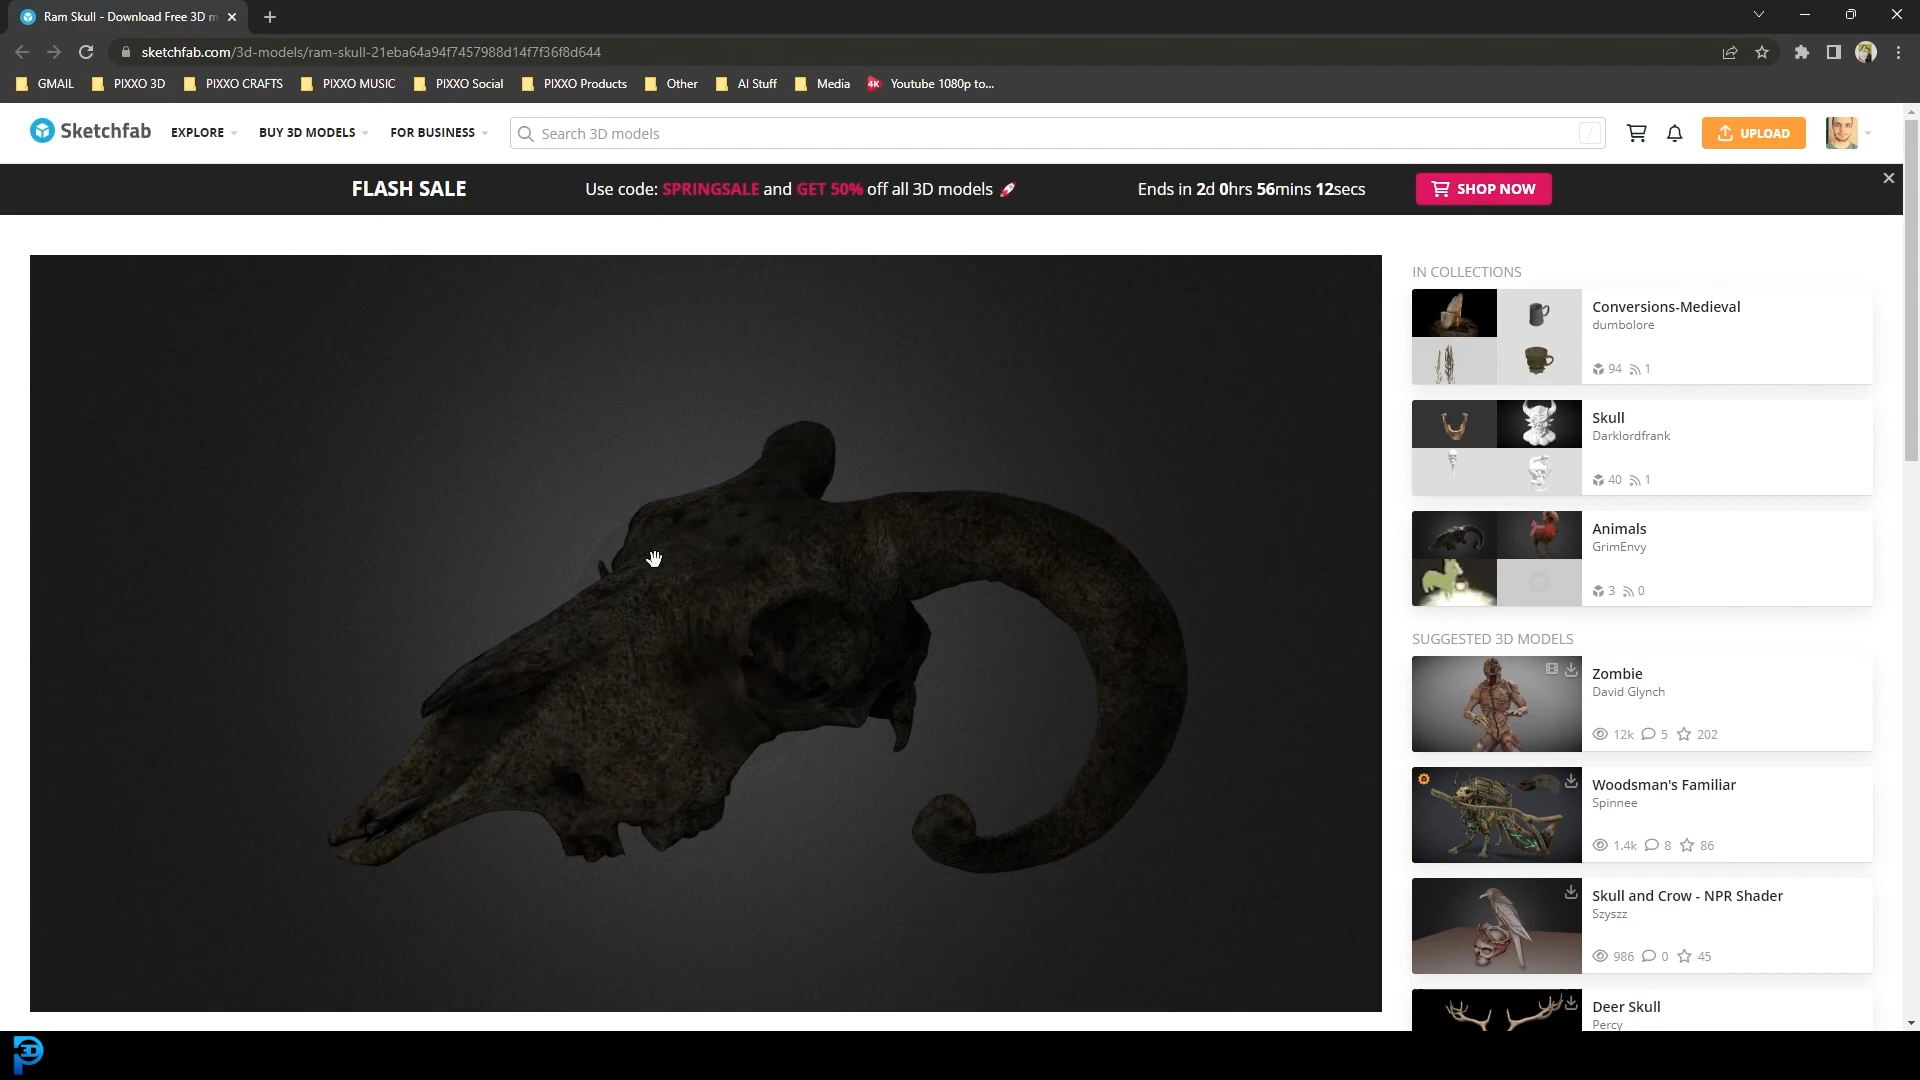 Ram Skull - Download Free 3D m
sketchfab.com/3d-models/ram-skull-21eba64a94f7457988d14f7f36f8d644
GMAIL PIXXO 3D PIXXO CRAFTS PIXXO MUSIC PIXXO Social PIXXO Products Other AI Stuff Media 4K Youtube 1080p to...
Sketchfab EXPLORE BUY 3D MODELS FOR BUSINESS Search 3D models / UPLOAD
FLASH SALE Use code: SPRINGSALE and GET 50% off all 3D models Ends in 2d 0hrs 56mins 12secs SHOP NOW
IN COLLECTIONS
Conversions-Medieval
dumbolore
94 1
Skull
Darklordfrank
40 1
Animals
GrimEnvy
3 0
SUGGESTED 3D MODELS
Zombie
David Glynch
12k 5 202
Woodsman's Familiar
Spinnee
1.4k 8 86
Skull and Crow - NPR Shader
Szyszz
986 0 45
Deer Skull
Percy
3D